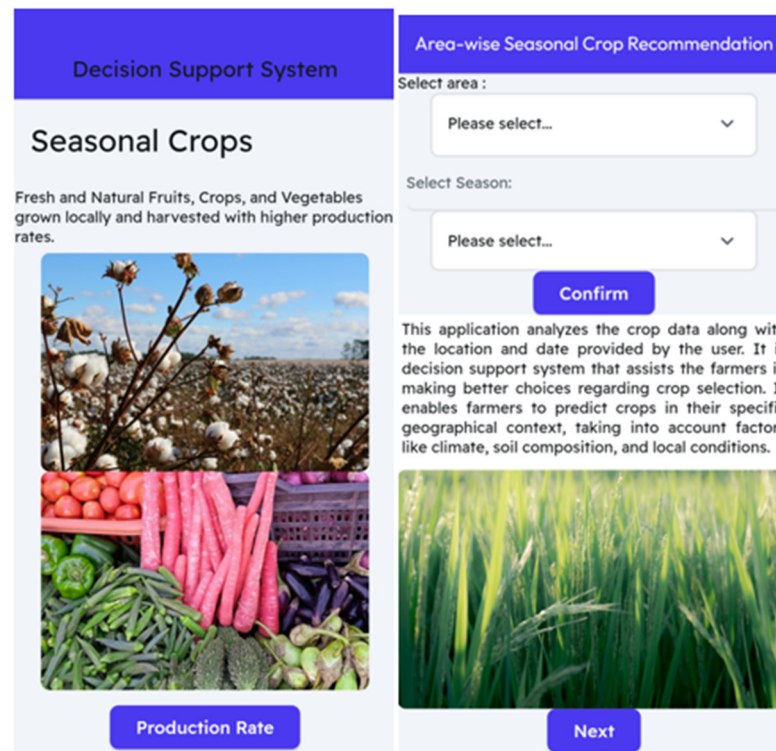 Decision Support System
Seasonal Crops
Fresh and Natural Fruits, Crops, and Vegetables
grown locally and harvested with higher production
rates.
Production Rate
Area-wise Seasonal Crop Recommendation
Select area :
Please select...
Select Season:
Please select...
Confirm
This application analyzes the crop data along wit
the location and date provided by the user. It i
decision support system that assists the farmers i
making better choices regarding crop selection. I
enables farmers to predict crops in their specifi
geographical context, taking into account factor
like climate, soil composition, and local conditions.
Next